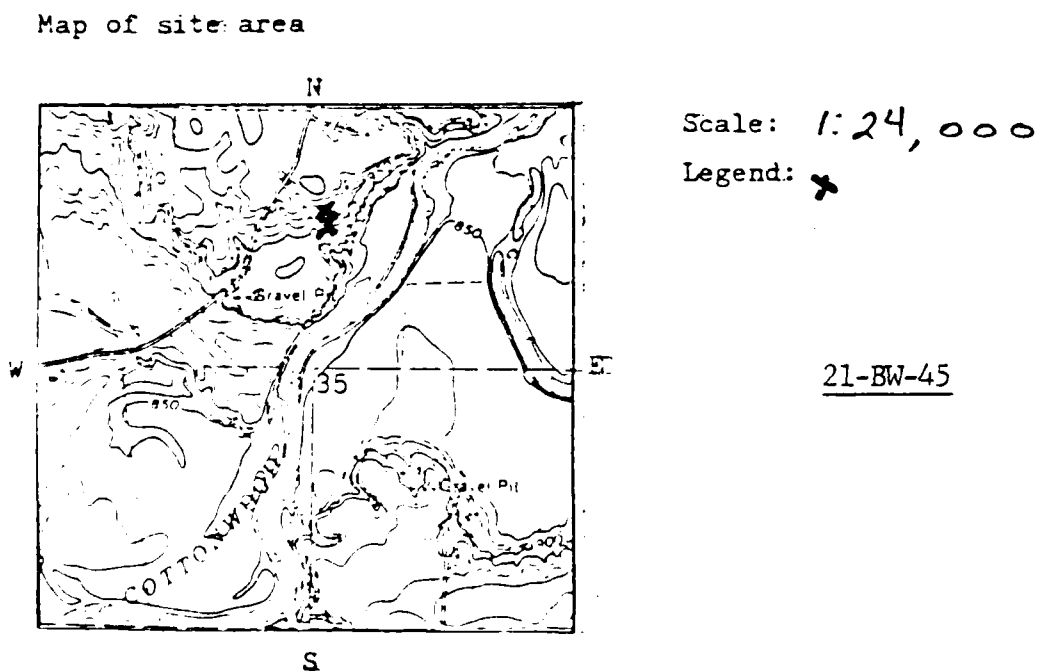 Map of site area
N
Scale: 1:24,000
Legend: x
850
Gravel Pit
W
E
35
21-BW-45
850
Gravel Pit
COTTONWOOD
S